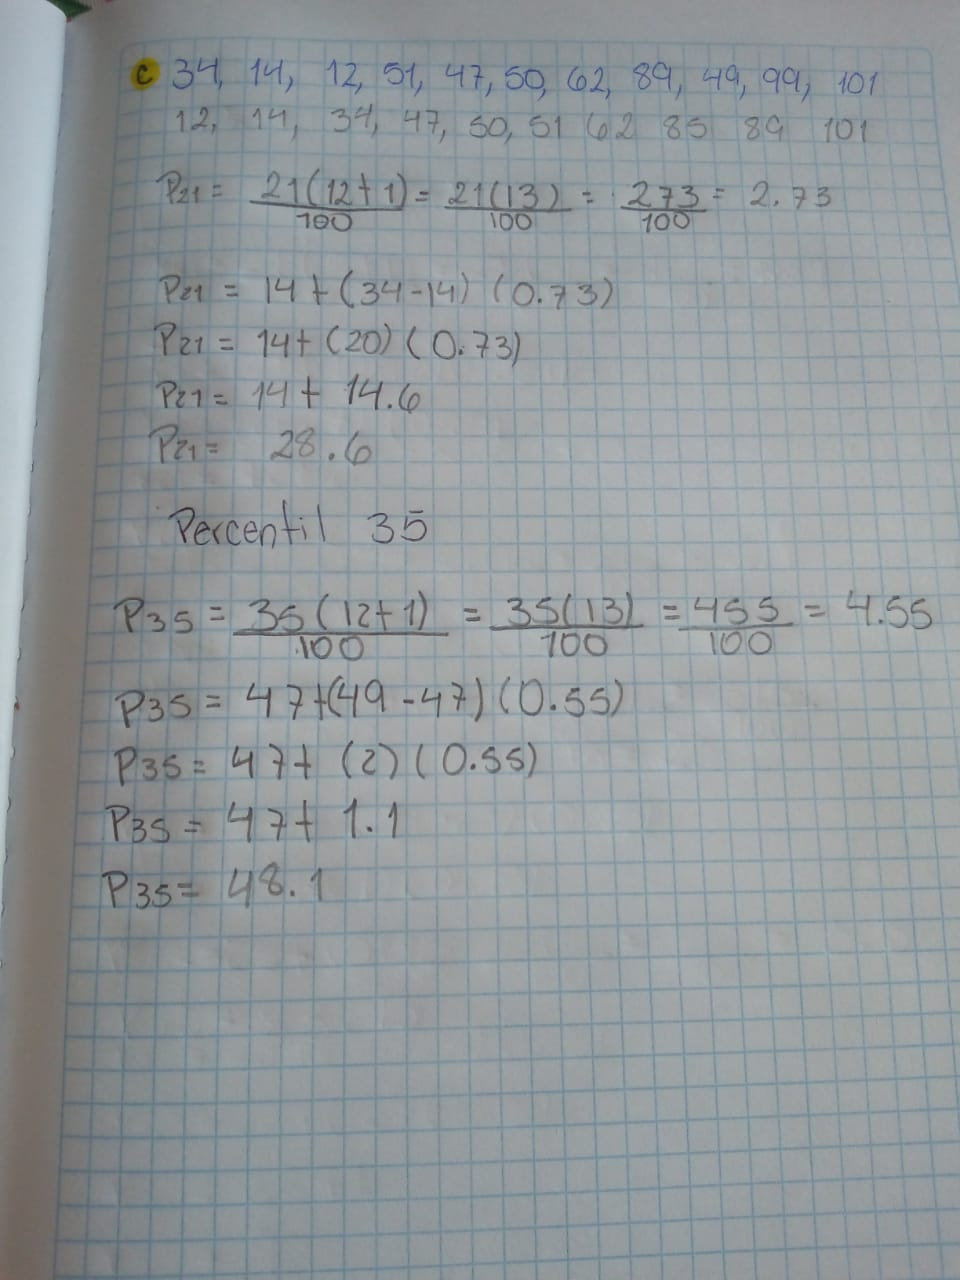 c 34, 14, 12, 51, 47, 50, 62, 89, 49, 99, 101
12, 14, 34, 47, 50, 51 62 85 89 101
P21 = 21(12+1)/100 = 21(13)/100 = 273/100 = 2.73
P21 = 14+(34-14) (0.73)
P21 = 14+(20)(0.73)
P21= 14+ 14.6
P21= 28.6
Percentil 35
P35 = 35(12+1)/100 = 35(13)/100 = 455/100 = 4.55
P35 = 47+(49-47)(0.55)
P35= 47+ (2)(0.55)
P35= 47+ 1.1
P35= 48.1